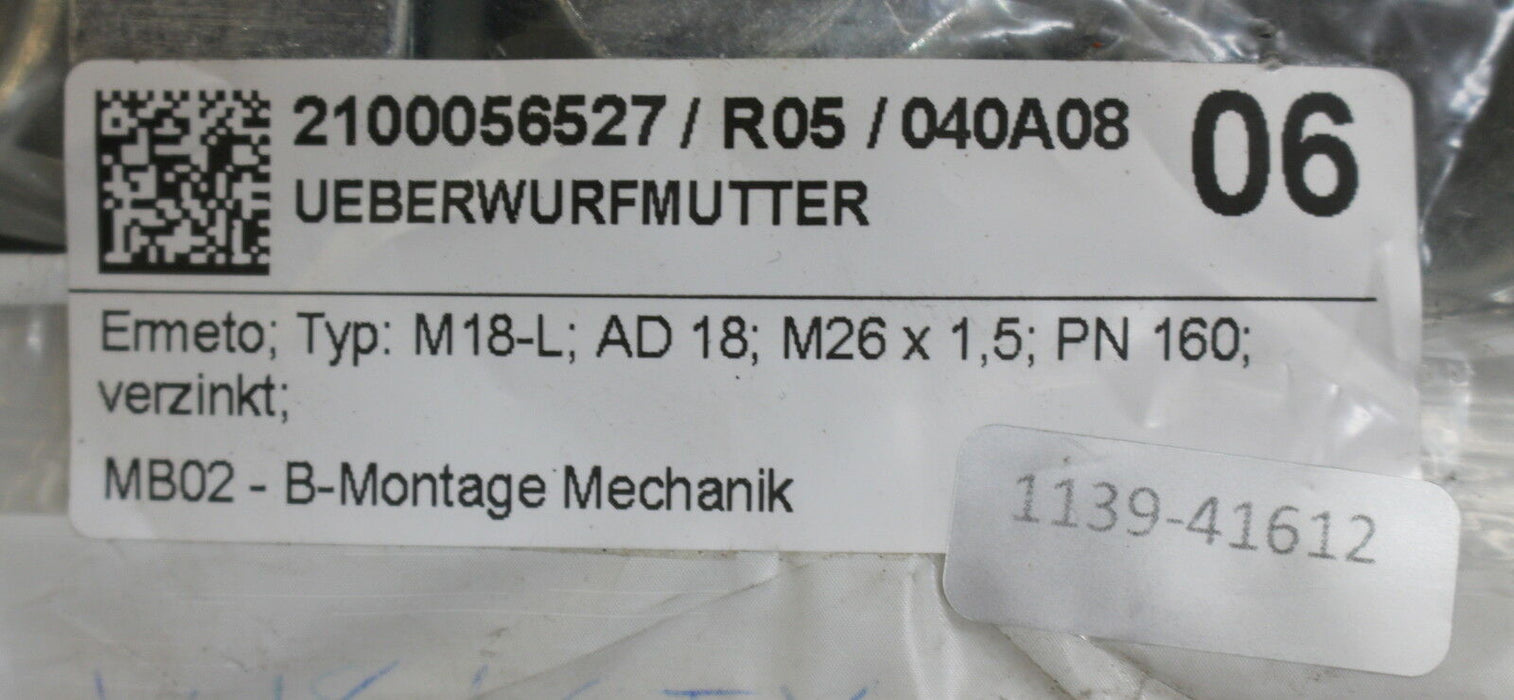 2100056527 / R05 / 040A08 06
UEBERWURFMUTTER
Ermeto; Typ: M18-L; AD 18; M26 x 1,5; PN 160;
verzinkt;
MB02 - B-Montage Mechanik
1139-41612